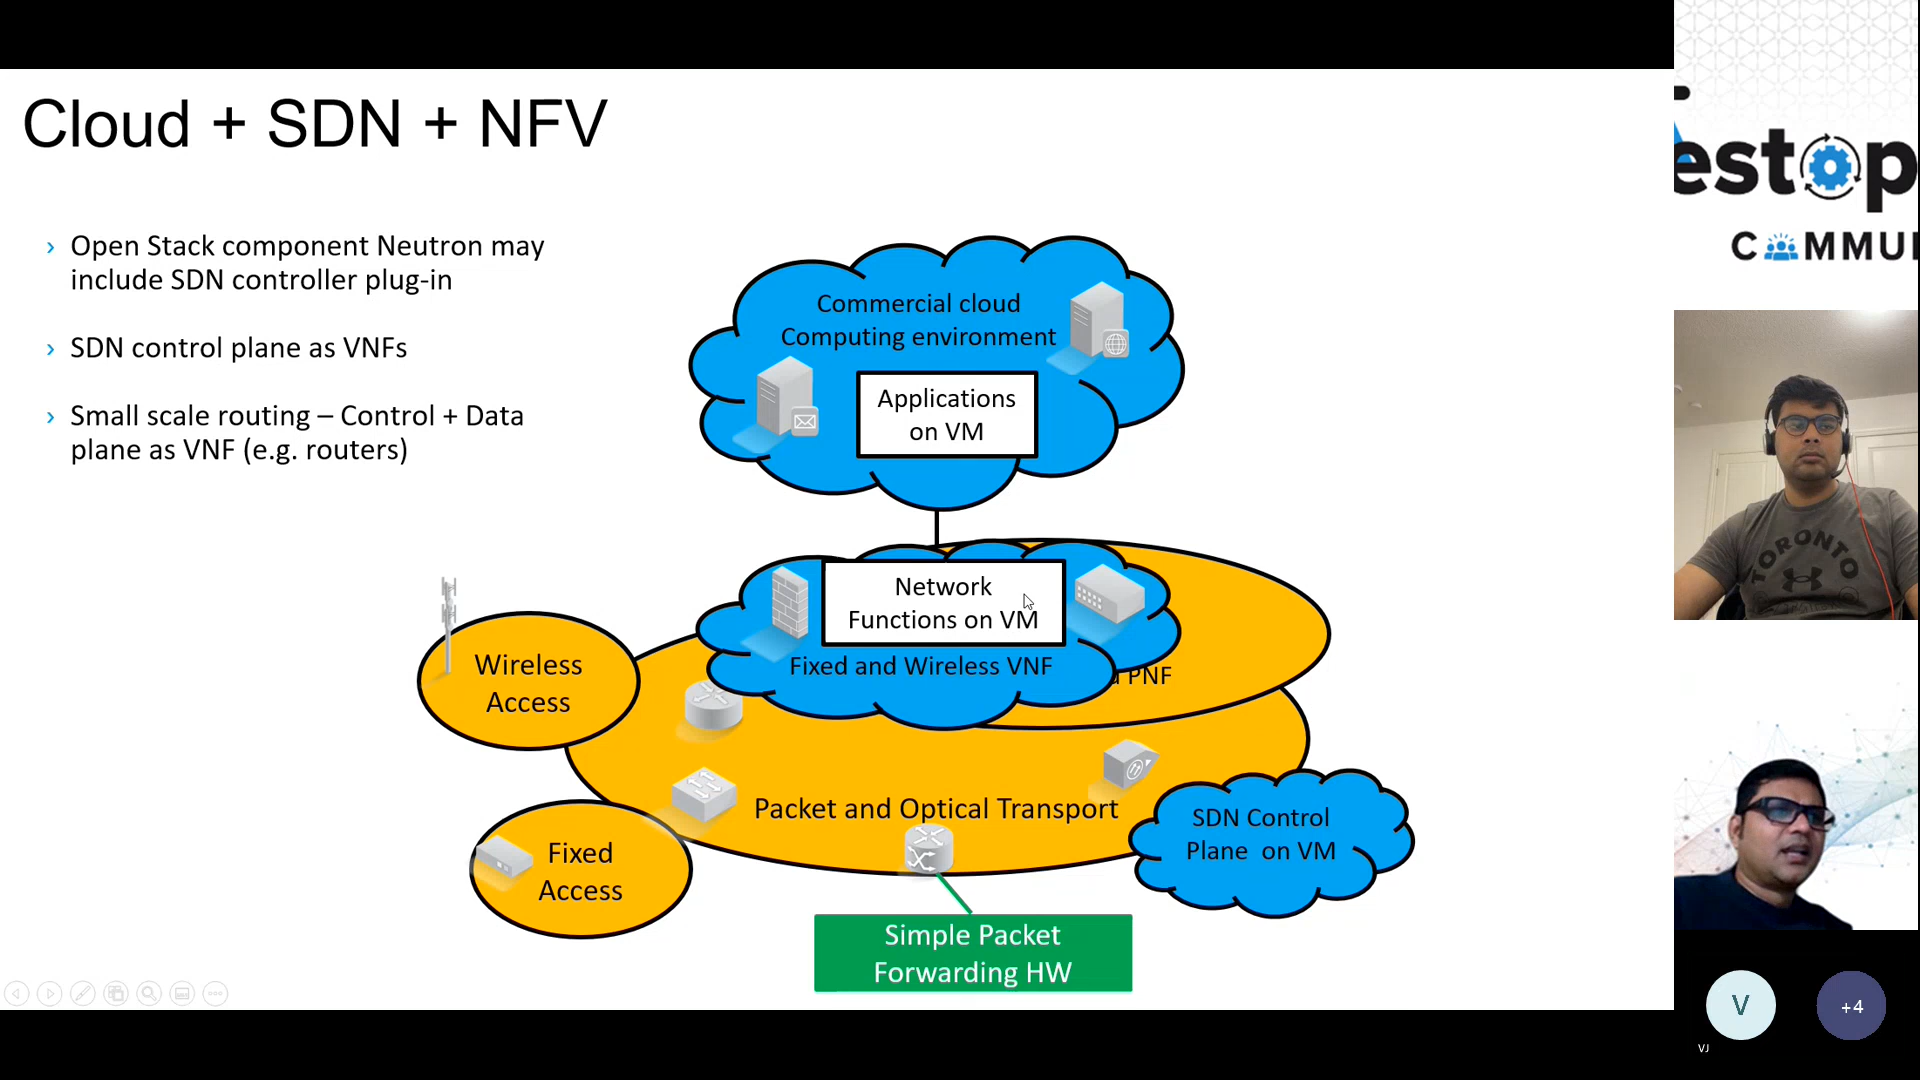 Cloud + SDN + NFV
› Open Stack component Neutron may
include SDN controller plug-in
› SDN control plane as VNFs
› Small scale routing – Control + Data
plane as VNF (e.g. routers)
Commercial cloud
Computing environment
Applications
on VM
Network
Functions on VM
Fixed and Wireless VNF
PNF
Wireless
Access
Packet and Optical Transport
SDN Control
Plane on VM
Fixed
Access
Simple Packet
Forwarding HW
estop
COMMU
TORONTO
V
+4
VJ